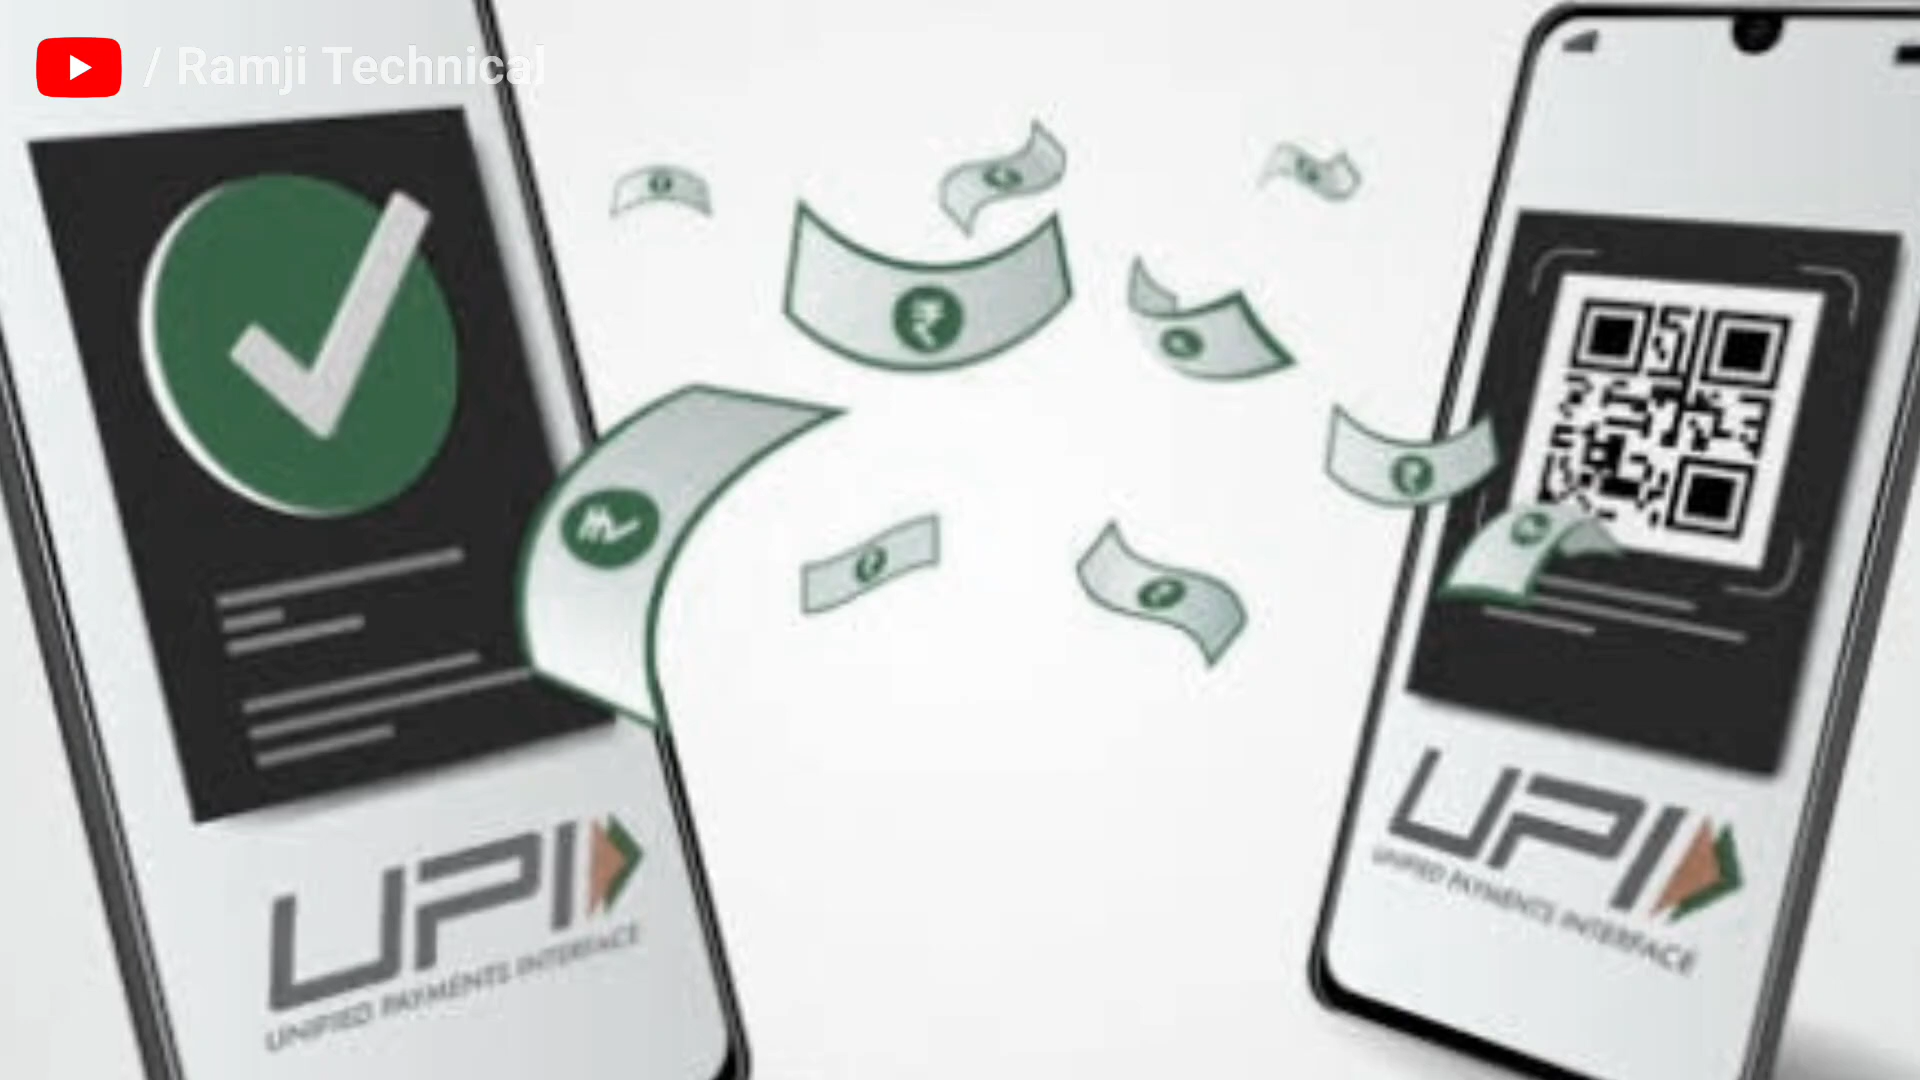 / Ramji Technical
UPI
UNIFIED PAYMENTS INTERFACE
UPI
UNIFIED PAYMENTS INTERFACE